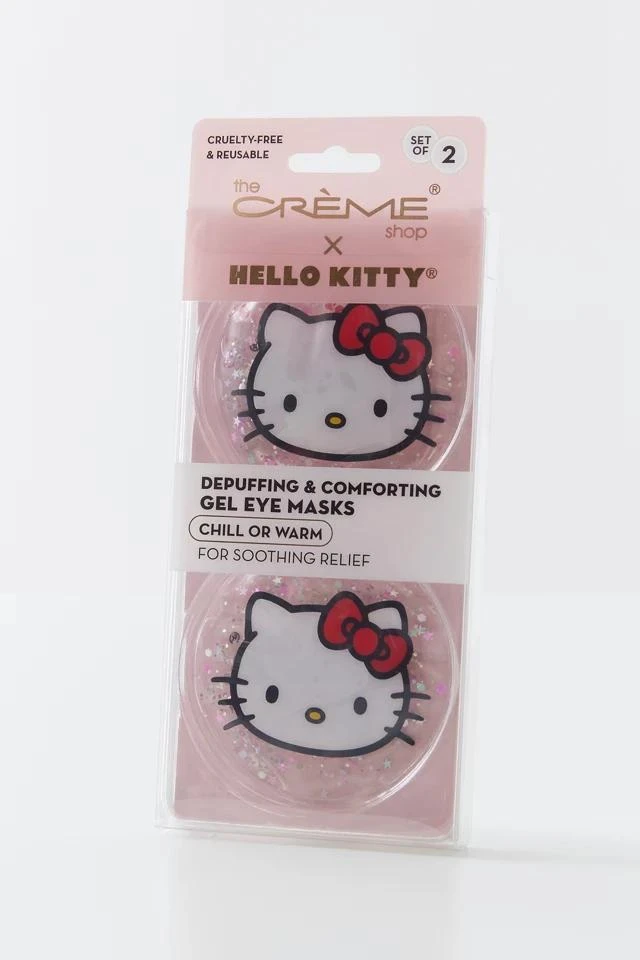 CRUELTY-FREE
& REUSABLE
SET
OF 2
the
CRÈME®
shop
X
HELLO KITTY®
DEPUFFING & COMFORTING
GEL EYE MASKS
CHILL OR WARM
FOR SOOTHING RELIEF
®
®